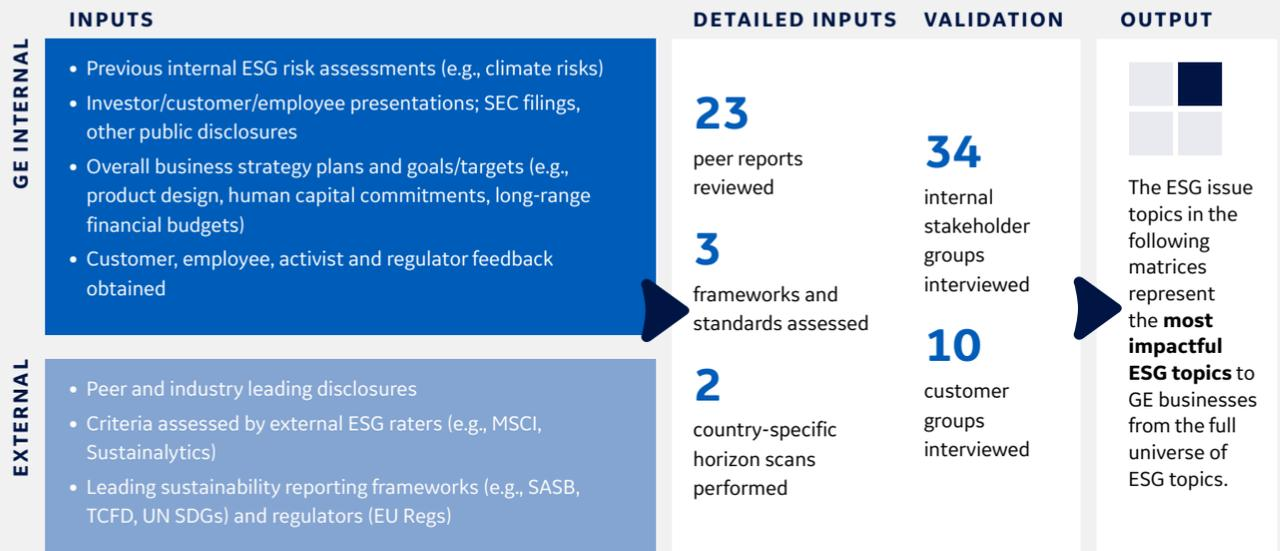 INPUTS
GE INTERNAL
• Previous internal ESG risk assessments (e.g., climate risks)
• Investor/customer/employee presentations; SEC filings,
other public disclosures
• Overall business strategy plans and goals/targets (e.g.,
product design, human capital commitments, long-range
financial budgets)
• Customer, employee, activist and regulator feedback
obtained
EXTERNAL
• Peer and industry leading disclosures
• Criteria assessed by external ESG raters (e.g., MSCI,
Sustainalytics)
• Leading sustainability reporting frameworks (e.g., SASB,
TCFD, UN SDGs) and regulators (EU Regs)
DETAILED INPUTS
23
peer reports
reviewed
3
frameworks and
standards assessed
2
country-specific
horizon scans
performed
VALIDATION
34
internal
stakeholder
groups
interviewed
10
customer
groups
interviewed
OUTPUT
The ESG issue
topics in the
following
matrices
represent
the most
impactful
ESG topics to
GE businesses
from the full
universe of
ESG topics.